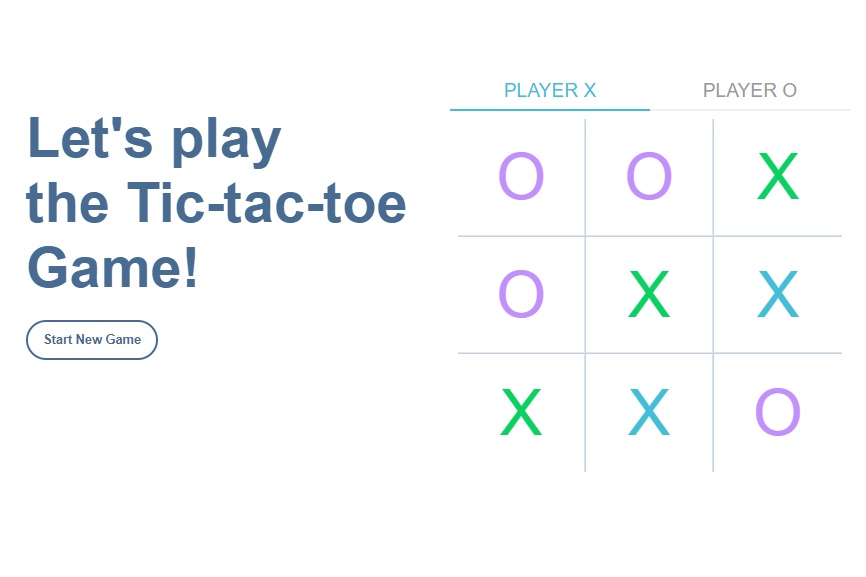 Let's play
the Tic-tac-toe
Game!
Start New Game
PLAYER X PLAYER O
O O X
O X X
X X O